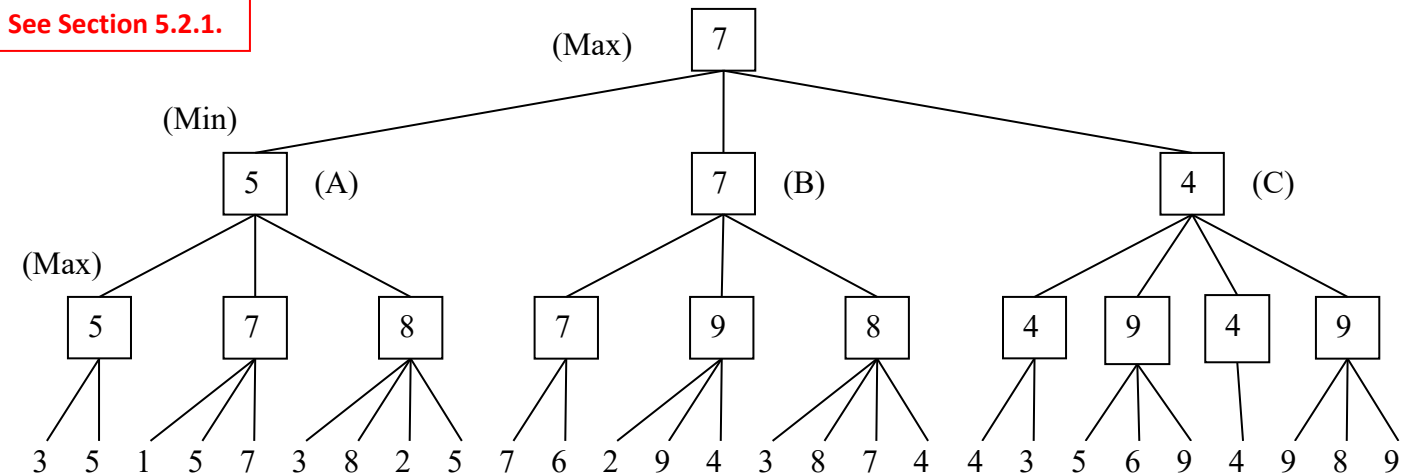 See Section 5.2.1.
(Max) 7
(Min)
5 (A) 7 (B) 4 (C)
(Max)
5 7 8 7 9 8 4 9 4 9
3 5 1 5 7 3 8 2 5 7 6 2 9 4 3 8 7 4 4 3 5 6 9 4 9 8 9